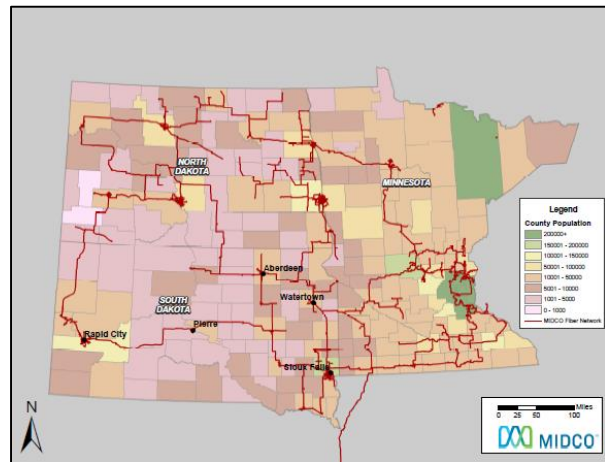 NORTH
DAKOTA
MINNESOTA
Aberdeen
Watertown
SOUTH
DAKOTA
Pierre
Rapid City
Sioux Falls
Legend
County Population
200000+
150001 - 200000
100001 - 150000
50001 - 100000
10001 - 50000
5001 - 10000
1001 - 5000
0 - 1000
MIDCO Fiber Network
N
Miles
0 25 50 100
MIDCO